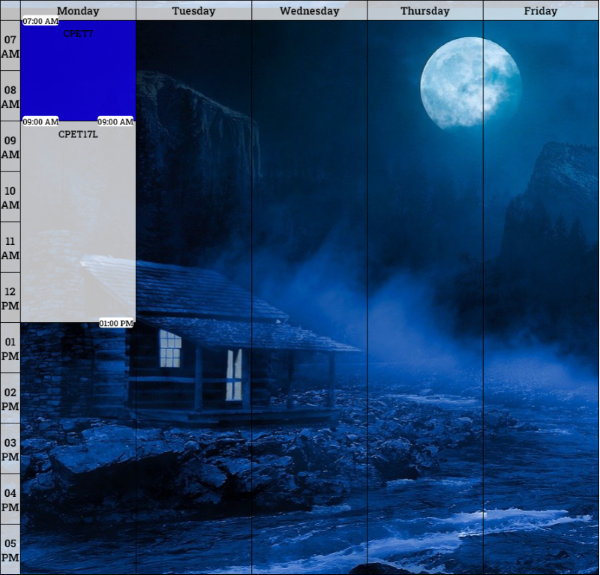 Monday Tuesday Wednesday Thursday Friday
07:00 AM
07 AM
CPET7
08 AM
09:00 AM 09:00 AM
09 AM
CPET17L
10 AM
11 AM
12 PM
01:00 PM
01 PM
02 PM
03 PM
04 PM
05 PM